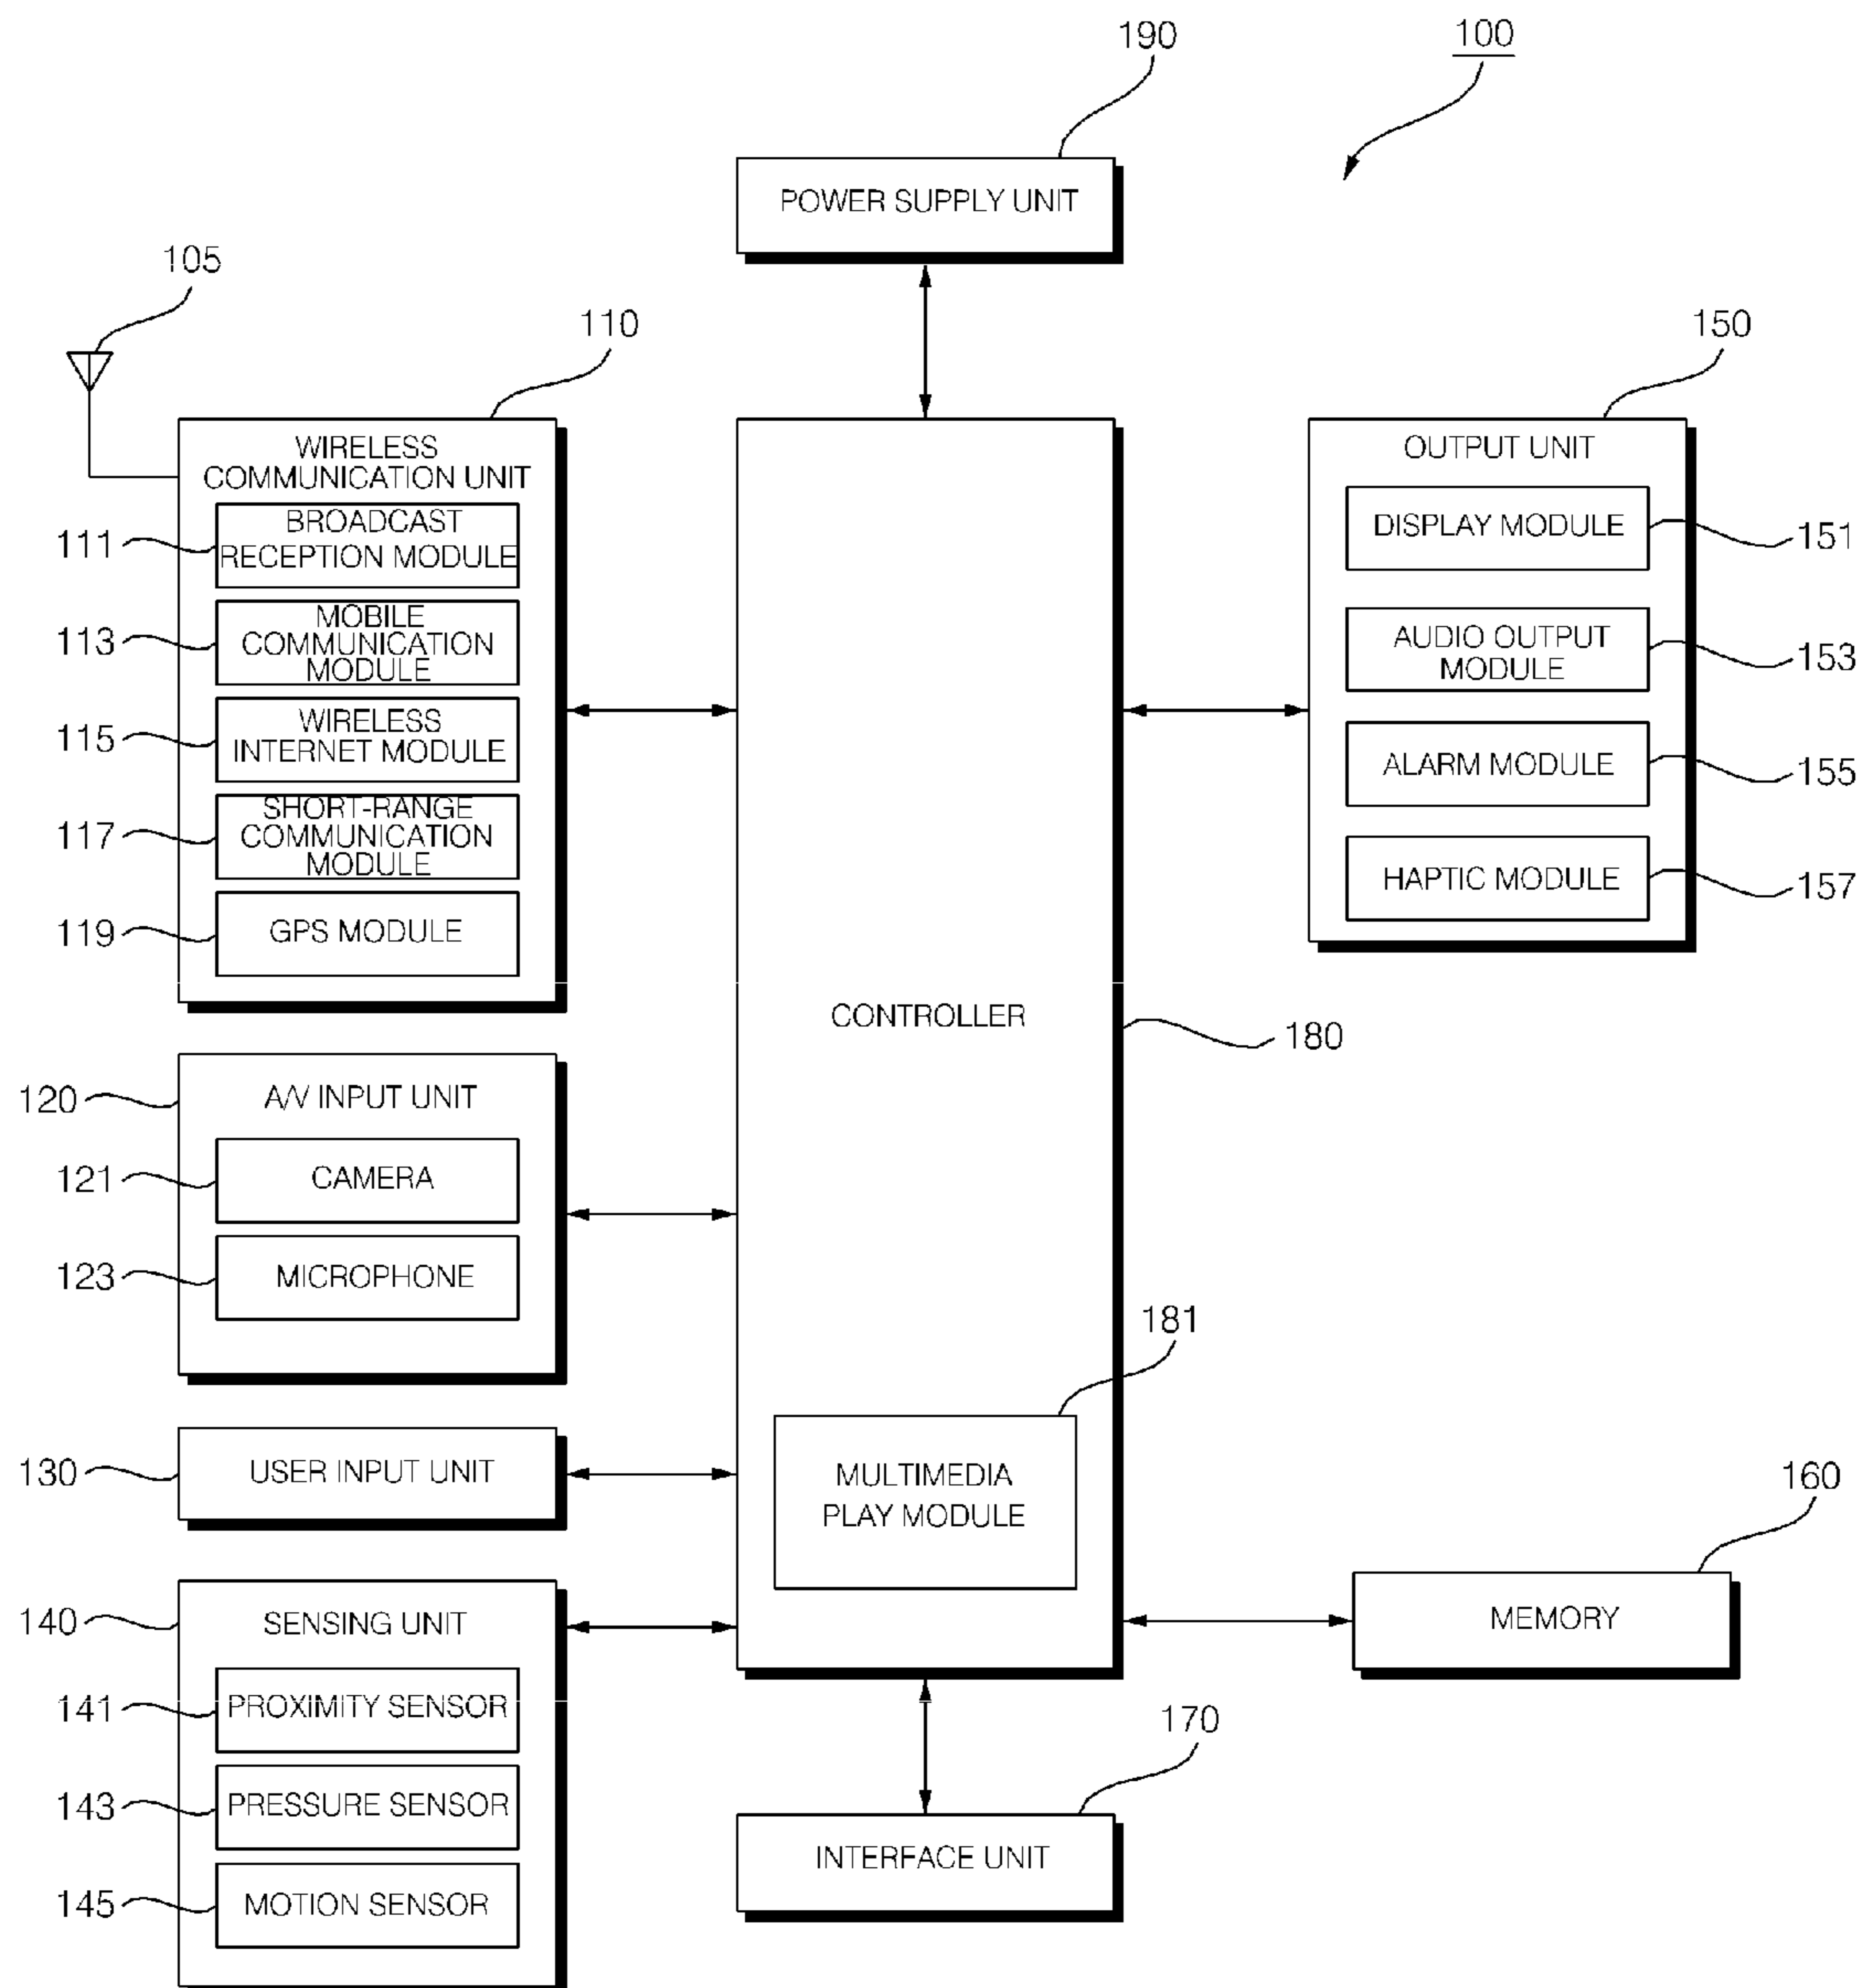 190
100
POWER SUPPLY UNIT
105
110
150
WIRELESS
COMMUNICATION UNIT
111
BROADCAST
RECEPTION MODULE
113
MOBILE
COMMUNICATION
MODULE
115
WIRELESS
INTERNET MODULE
117
SHORT-RANGE
COMMUNICATION
MODULE
119
GPS MODULE
OUTPUT UNIT
DISPLAY MODULE
151
AUDIO OUTPUT
MODULE
153
ALARM MODULE
155
HAPTIC MODULE
157
CONTROLLER
180
120
A/V INPUT UNIT
121
CAMERA
123
MICROPHONE
181
MULTIMEDIA
PLAY MODULE
130
USER INPUT UNIT
160
MEMORY
140
SENSING UNIT
141
PROXIMITY SENSOR
143
PRESSURE SENSOR
145
MOTION SENSOR
170
INTERFACE UNIT